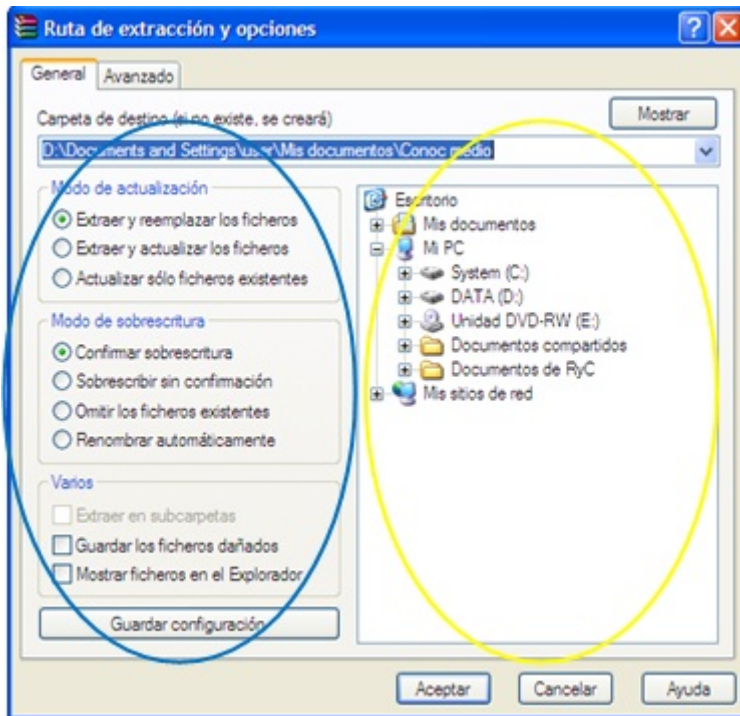 Ruta de extracción y opciones
General
Avanzado
Carpeta de destino (si no existe, se creará)
Mostrar
D:\Documents and Settings\user\Mis documentos\Conoc medio
Modo de actualización
Extraer y reemplazar los ficheros
Extraer y actualizar los ficheros
Actualizar sólo ficheros existentes
Modo de sobrescritura
Confirmar sobrescritura
Sobrescribir sin confirmación
Omitir los ficheros existentes
Renombrar automáticamente
Varios
Extraer en subcarpetas
Guardar los ficheros dañados
Mostrar ficheros en el Explorador
Guardar configuración
Escritorio
Mis documentos
Mi PC
System (C:)
DATA (D:)
Unidad DVD-RW (E:)
Documentos compartidos
Documentos de RyC
Mis sitios de red
Aceptar
Cancelar
Ayuda